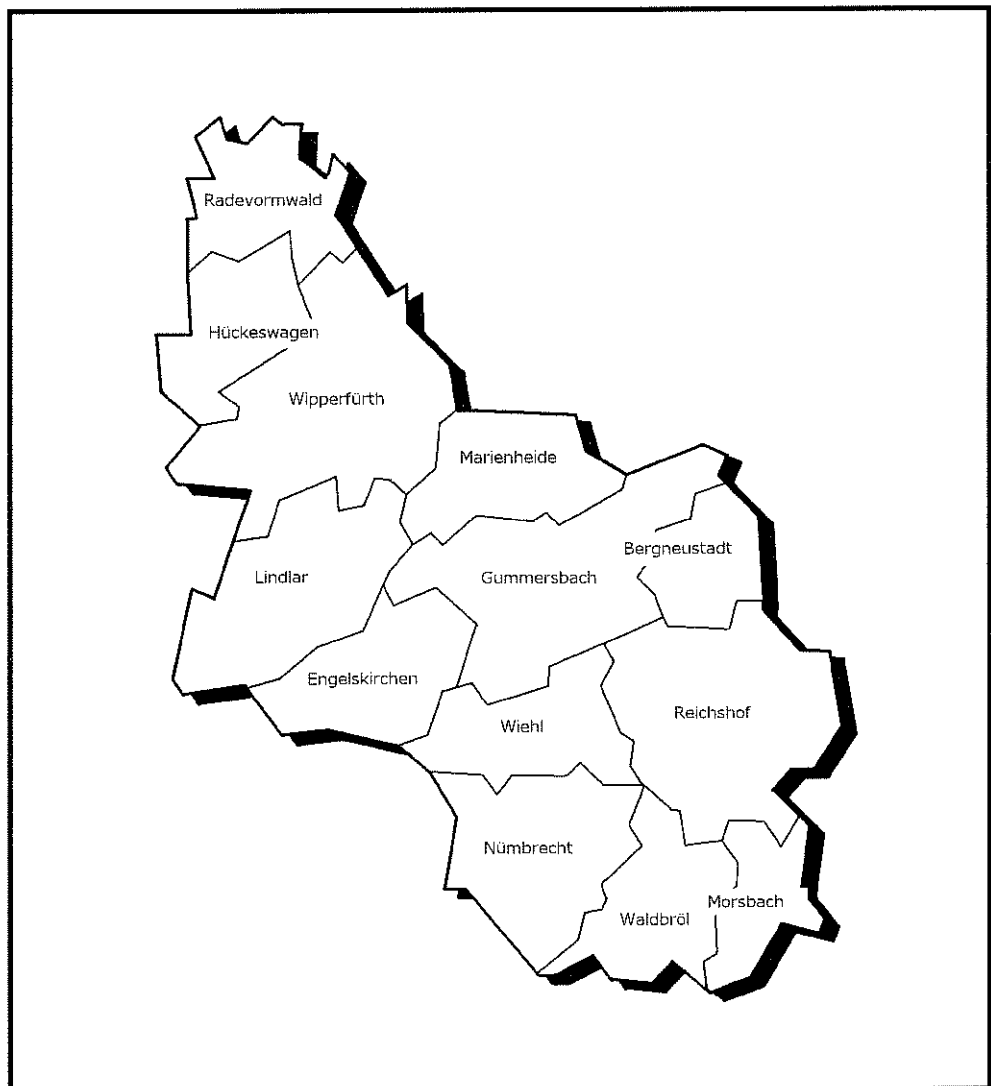 Radevormwald
Hückeswagen
Wipperfürth
Marienheide
Bergneustadt
Lindlar
Gummersbach
Engelskirchen
Reichshof
Wiehl
Nümbrecht
Morsbach
Waldbröl